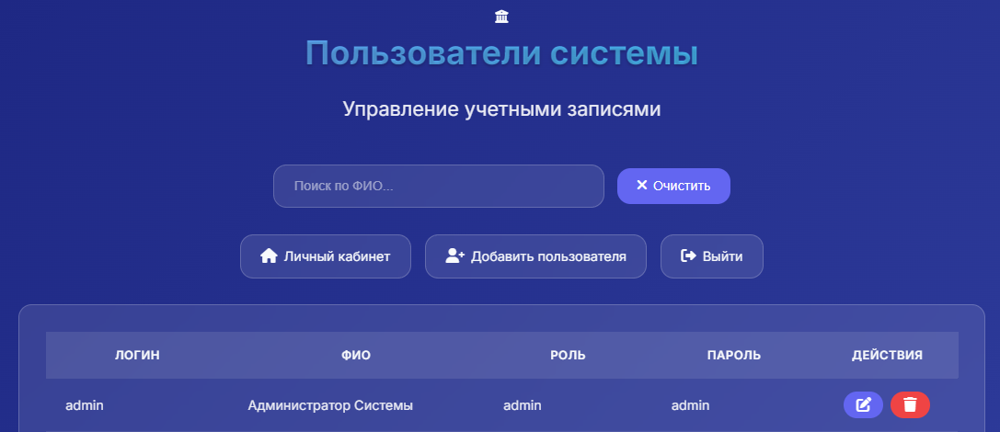 Пользователи системы
Управление учетными записями
Поиск по ФИО...
Очистить
Личный кабинет
Добавить пользователя
Выйти
ЛОГИН ФИО РОЛЬ ПАРОЛЬ ДЕЙСТВИЯ
admin Администратор Системы admin admin